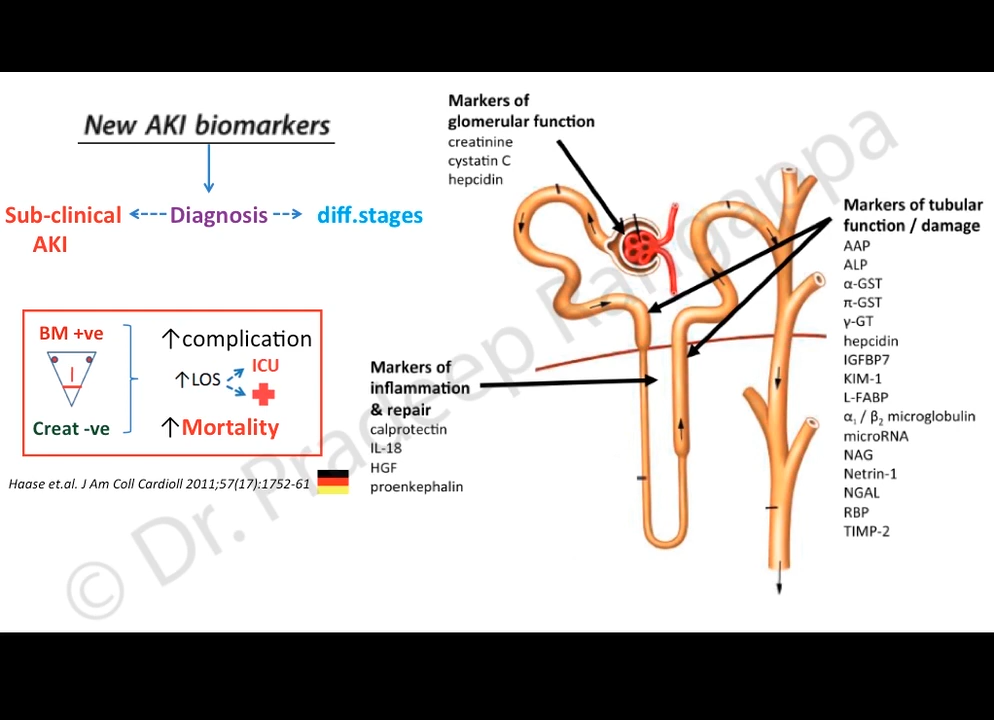 New AKI biomarkers
Sub-clinical
AKI
Diagnosis
diff.stages
BM +ve
Creat -ve
↑complication
↑LOS
ICU
↑Mortality
Haase et.al. J Am Coll Cardioll 2011;57(17):1752-61
Markers of
glomerular function
creatinine
cystatin C
hepcidin
Markers of
inflammation
& repair
calprotectin
IL-18
HGF
proenkephalin
Markers of tubular
function / damage
AAP
ALP
α-GST
π-GST
γ-GT
hepcidin
IGFBP7
KIM-1
L-FABP
α₁ / β₂ microglobulin
microRNA
NAG
Netrin-1
NGAL
RBP
TIMP-2
© Dr. Pradeep Rangappa